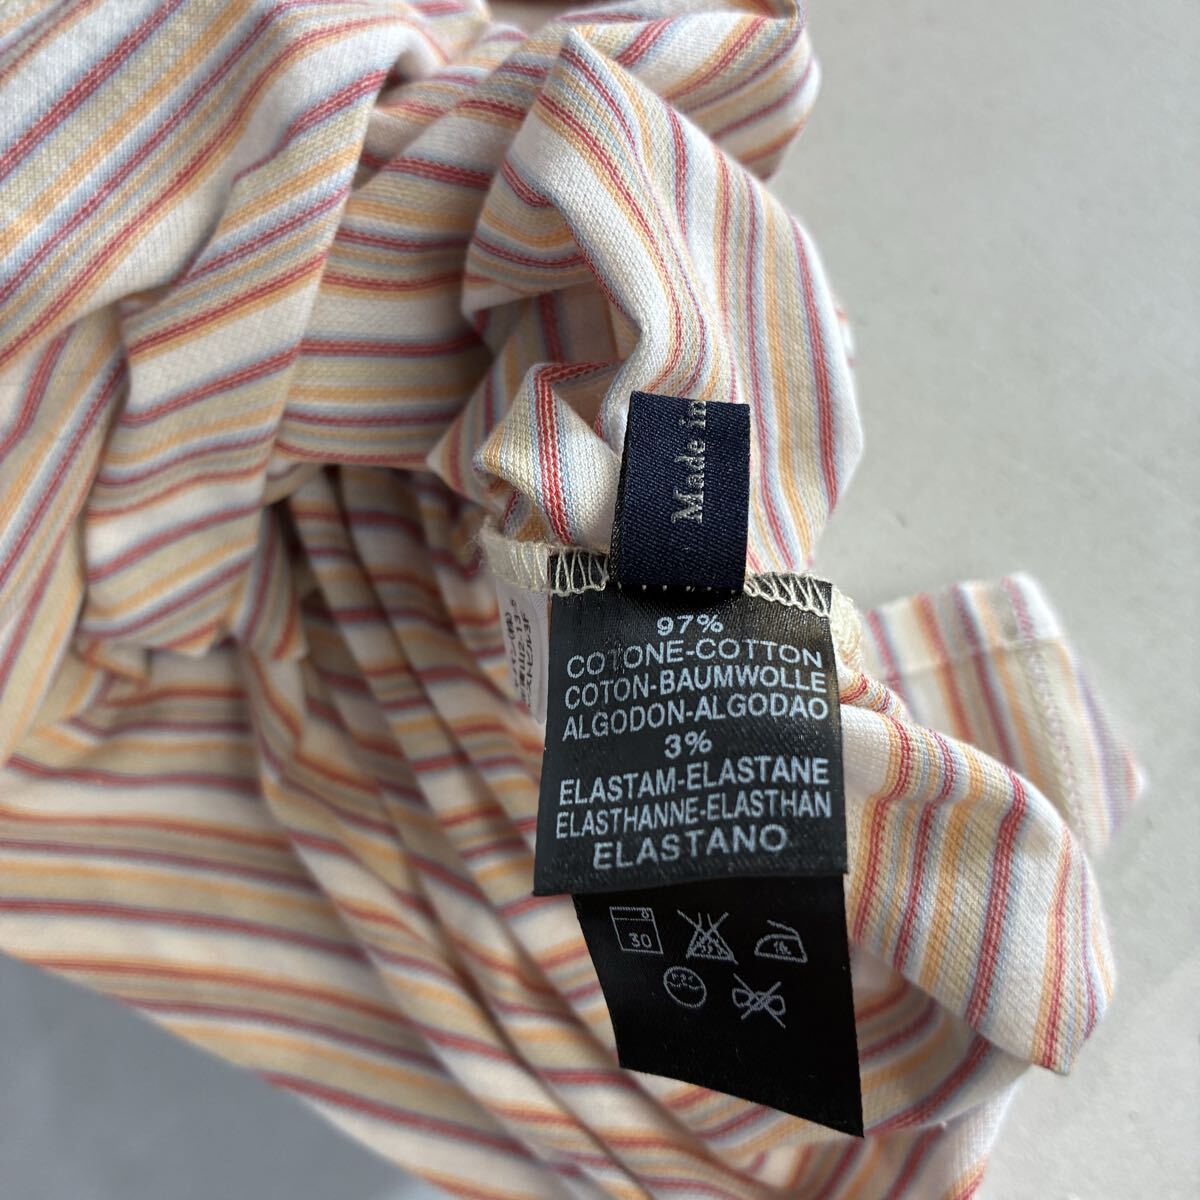 Made in
97%
COTONE-COTTON
COTON-BAUMWOLLE
ALGODON-ALGODAO
3%
ELASTAM-ELASTANE
ELASTHANNE-ELASTHAN
ELASTANO
30